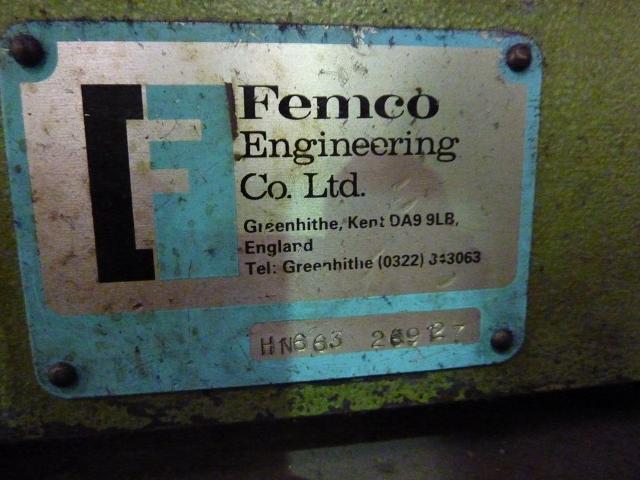 Femco
Engineering
Co. Ltd.
Greenhithe, Kent DA9 9LB,
England
Tel: Greenhithe (0322) 343063
HN663 26927